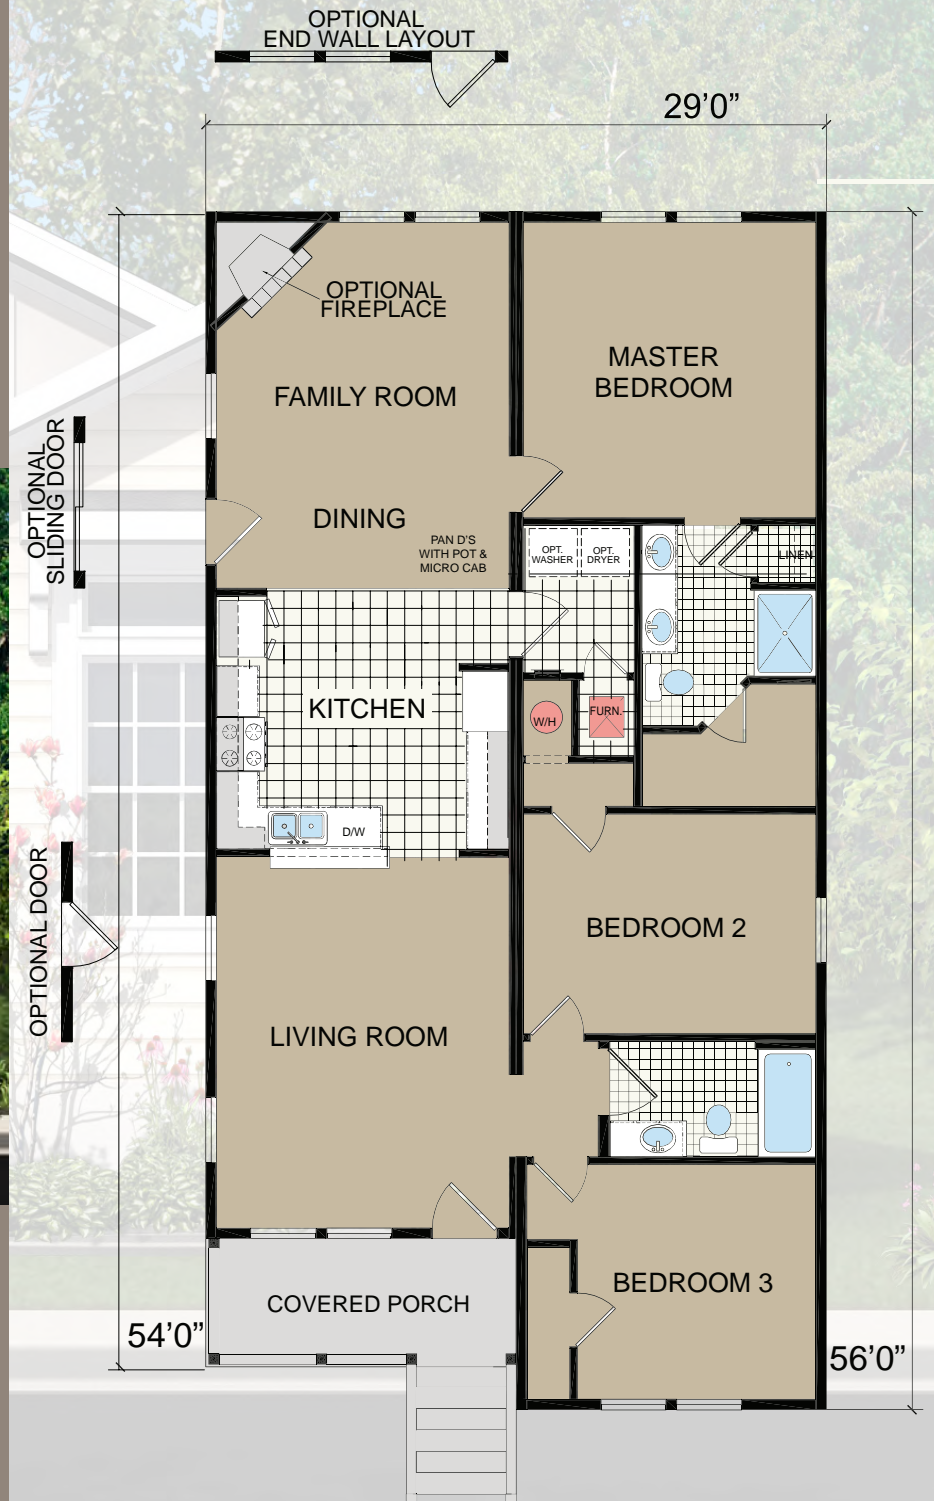 OPTIONAL
END WALL LAYOUT
29’0”
OPTIONAL
FIREPLACE
FAMILY ROOM
MASTER
BEDROOM
OPTIONAL
SLIDING DOOR
DINING
PAN D'S
WITH POT &
MICRO CAB
OPT.
WASHER
OPT.
DRYER
LINEN
KITCHEN
W/H
FURN.
D/W
OPTIONAL DOOR
BEDROOM 2
LIVING ROOM
BEDROOM 3
COVERED PORCH
54’0”
56’0”